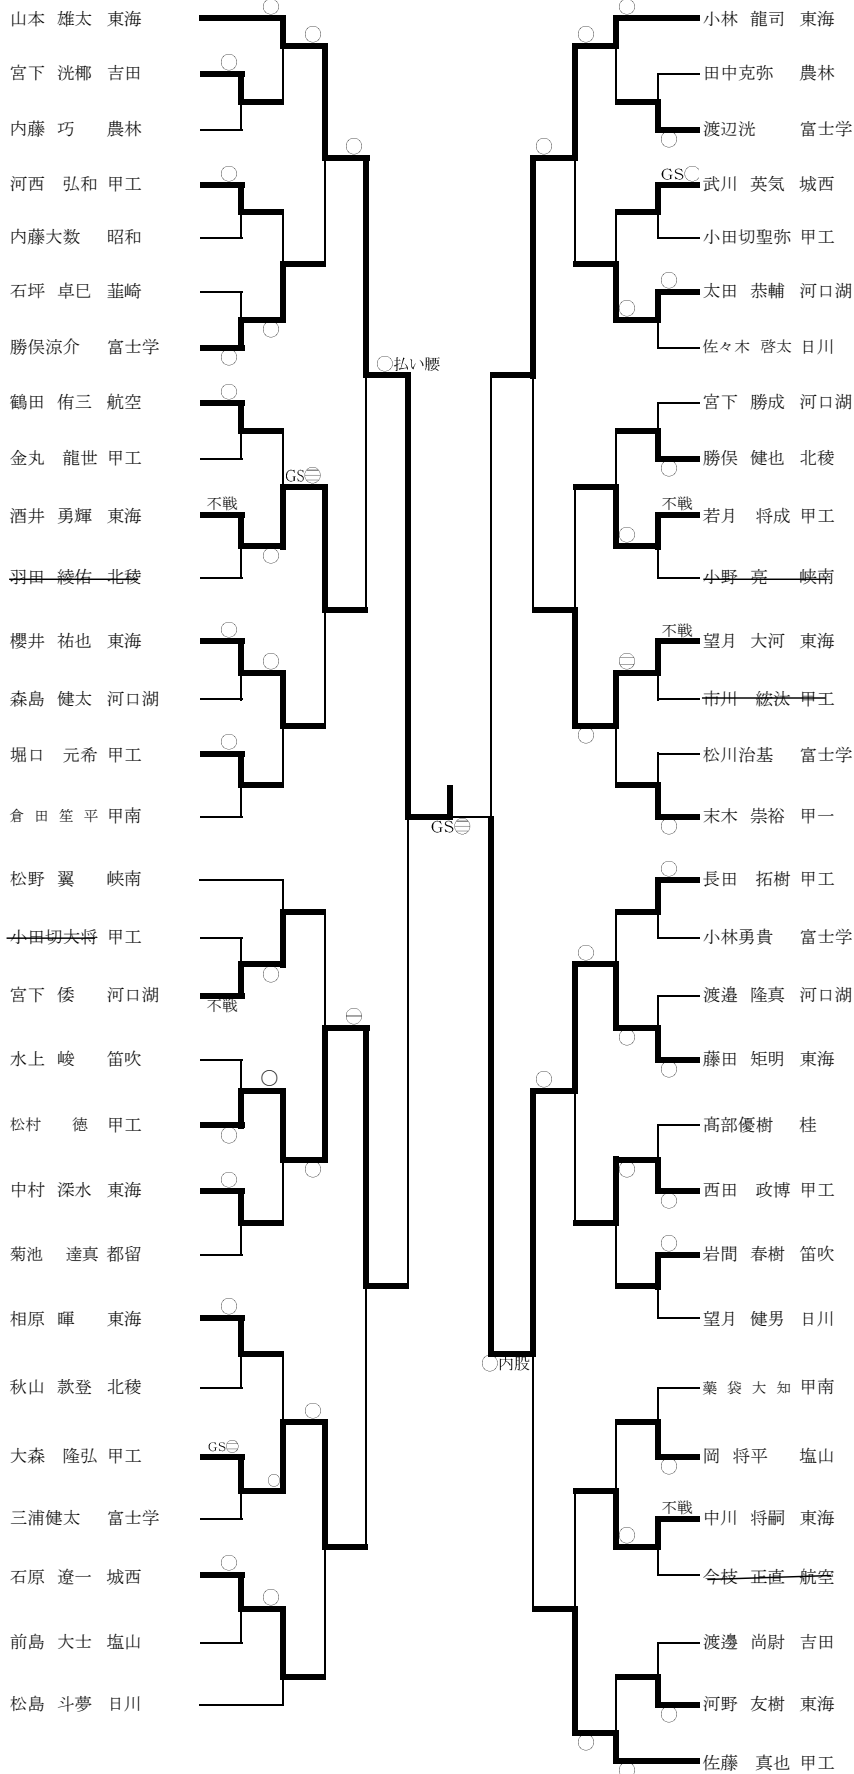 山本 雄太 東海
宮下 洸椰 吉田
内藤 巧 農林
河西 弘和 甲工
内藤大数 昭和
石坪 卓巳 韮崎
勝俣涼介 富士学
○払い腰
鶴田 侑三 航空
金丸 龍世 甲工
GS
不戦
酒井 勇輝 東海
羽田 綾佑 北稜
櫻井 祐也 東海
森島 健太 河口湖
堀口 元希 甲工
倉田笙平 甲南
GS
松野 翼 峡南
小田切大将 甲工
宮下 倭 河口湖
不戦
水上 峻 笛吹
松村 徳 甲工
中村 深水 東海
菊池 達真 都留
相原 暉 東海
秋山 敦登 北稜
GS
大森 隆弘 甲工
三浦健太 富士学
石原 遼一 城西
前島 大士 塩山
松島 斗夢 日川
小林 龍司 東海
田中克弥 農林
渡辺洸 富士学
GS○
武川 英気 城西
小田切聖弥 甲工
太田 恭輔 河口湖
佐々木 啓太 日川
宮下 勝成 河口湖
勝俣 健也 北稜
不戦
若月 将成 甲工
小野 亮 峡南
不戦
望月 大河 東海
市川 紘汰 甲工
松川治基 富士学
末木 崇裕 甲一
長田 拓樹 甲工
小林勇貴 富士学
渡邉 隆真 河口湖
藤田 矩明 東海
髙部優樹 桂
西田 政博 甲工
岩間 春樹 笛吹
望月 健男 日川
○内股
藥袋大知 甲南
岡 将平 塩山
不戦
中川 将嗣 東海
今枝 正直 航空
渡邊 尚尉 吉田
河野 友樹 東海
佐藤 真也 甲工